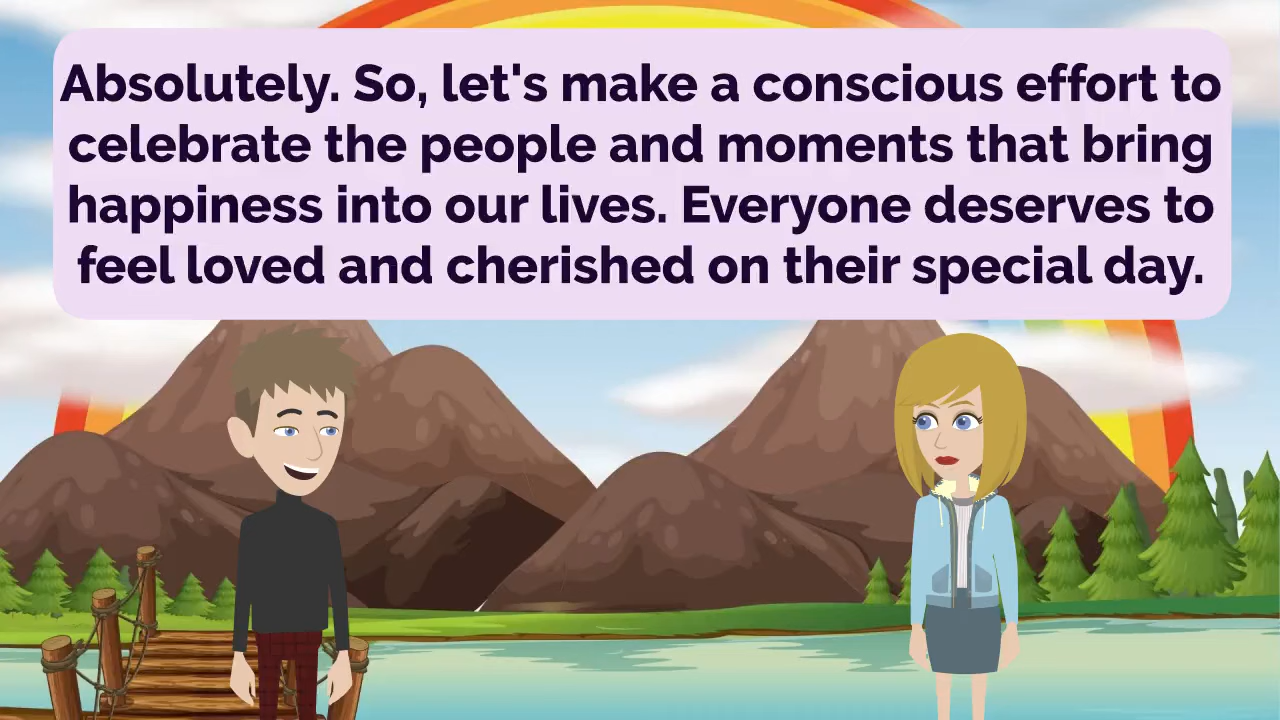 Absolutely. So, let's make a conscious effort to
celebrate the people and moments that bring
happiness into our lives. Everyone deserves to
feel loved and cherished on their special day.